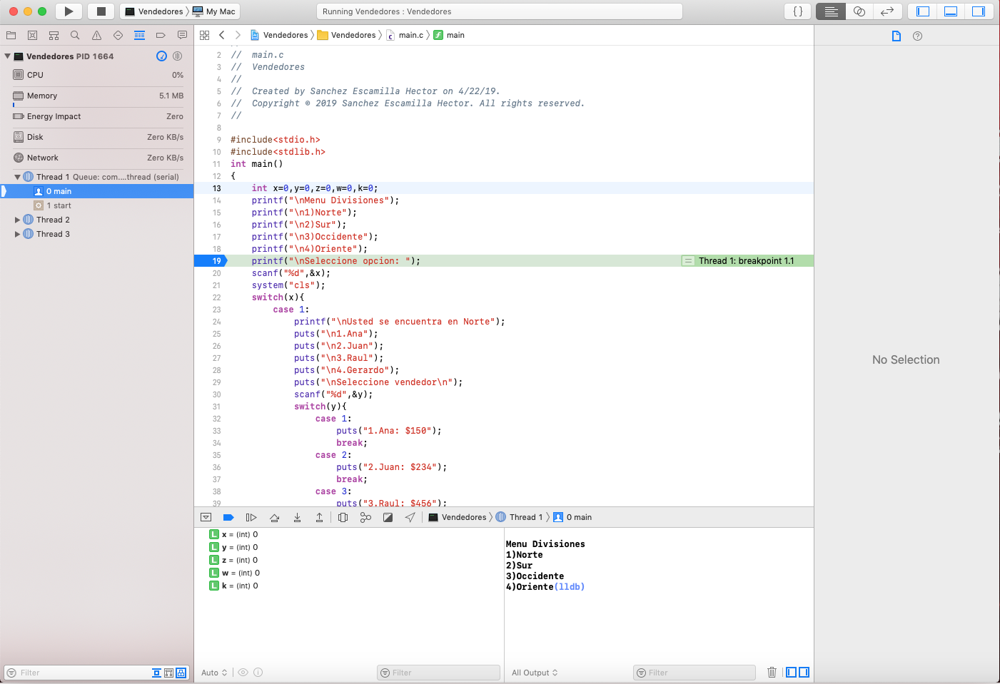 Vendedores
My Mac
Running Vendedores : Vendedores
{ }
Vendedores
Vendedores
main.c
main
Vendedores PID 1664
CPU 0%
Memory 5.1 MB
Energy Impact Zero
Disk Zero KB/s
Network Zero KB/s
Thread 1 Queue: com....thread (serial)
0 main
1 start
Thread 2
Thread 3
2 // main.c
3 // Vendedores
4 //
5 // Created by Sanchez Escamilla Hector on 4/22/19.
6 // Copyright © 2019 Sanchez Escamilla Hector. All rights reserved.
7 //
8
9 #include<stdio.h>
10 #include<stdlib.h>
11 int main()
12 {
13 int x=0,y=0,z=0,w=0,k=0;
14 printf("\nMenu Divisiones");
15 printf("\n1)Norte");
16 printf("\n2)Sur");
17 printf("\n3)Occidente");
18 printf("\n4)Oriente");
19 printf("\nSeleccione opcion: "); Thread 1: breakpoint 1.1
20 scanf("%d",&x);
21 system("cls");
22 switch(x){
23 case 1:
24 printf("\nUsted se encuentra en Norte");
25 puts("\n1.Ana");
26 puts("\n2.Juan");
27 puts("\n3.Raul");
28 puts("\n4.Gerardo");
29 puts("\nSeleccione vendedor\n");
30 scanf("%d",&y);
31 switch(y){
32 case 1:
33 puts("1.Ana: $150");
34 break;
35 case 2:
36 puts("2.Juan: $234");
37 break;
38 case 3:
39 puts("3.Raul: $456");
No Selection
Vendedores
Thread 1
0 main
L x = (int) 0
L y = (int) 0
L z = (int) 0
L w = (int) 0
L k = (int) 0
Menu Divisiones
1)Norte
2)Sur
3)Occidente
4)Oriente(lldb)
Filter
Auto
Filter
All Output
Filter